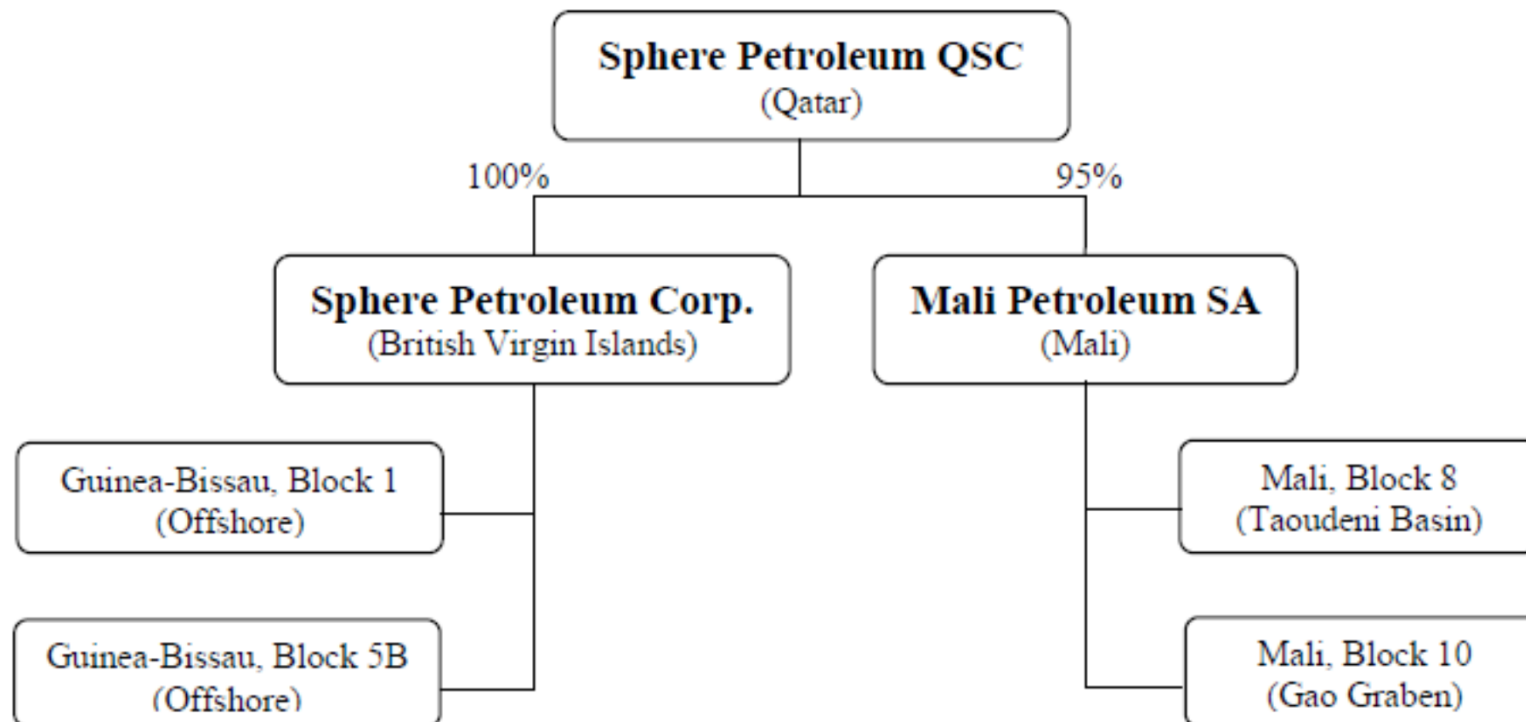 Sphere Petroleum QSC
(Qatar)
100%
95%
Sphere Petroleum Corp.
(British Virgin Islands)
Mali Petroleum SA
(Mali)
Guinea-Bissau, Block 1
(Offshore)
Mali, Block 8
(Taoudeni Basin)
Guinea-Bissau, Block 5B
(Offshore)
Mali, Block 10
(Gao Graben)